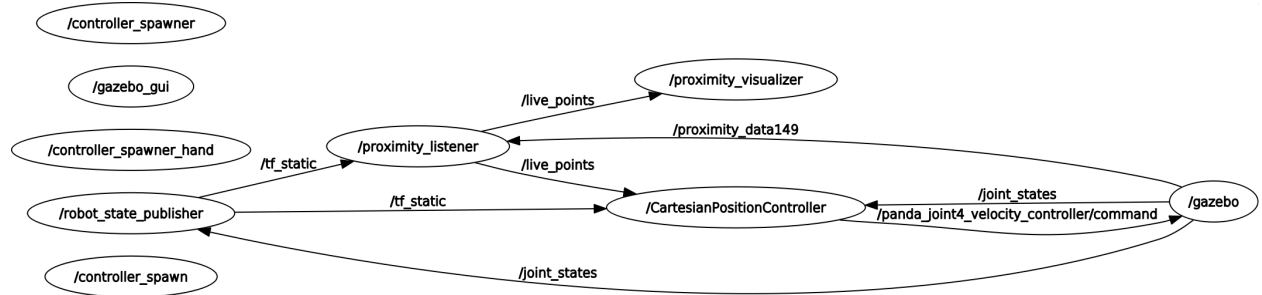 /controller_spawner
/gazebo_gui
/proximity_visualizer
/live_points
/proximity_data149
/controller_spawner_hand
/proximity_listener
/tf_static
/live_points
/joint_states
/tf_static
/robot_state_publisher
/CartesianPositionController
/gazebo
/panda_joint4_velocity_controller/command
/controller_spawn
/joint_states